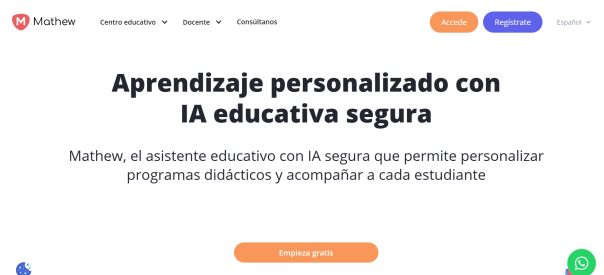 Mathew
Centro educativo
Docente
Consúltanos
Accede
Regístrate
Español
Aprendizaje personalizado con
IA educativa segura
Mathew, el asistente educativo con IA segura que permite personalizar
programas didácticos y acompañar a cada estudiante
Empieza gratis